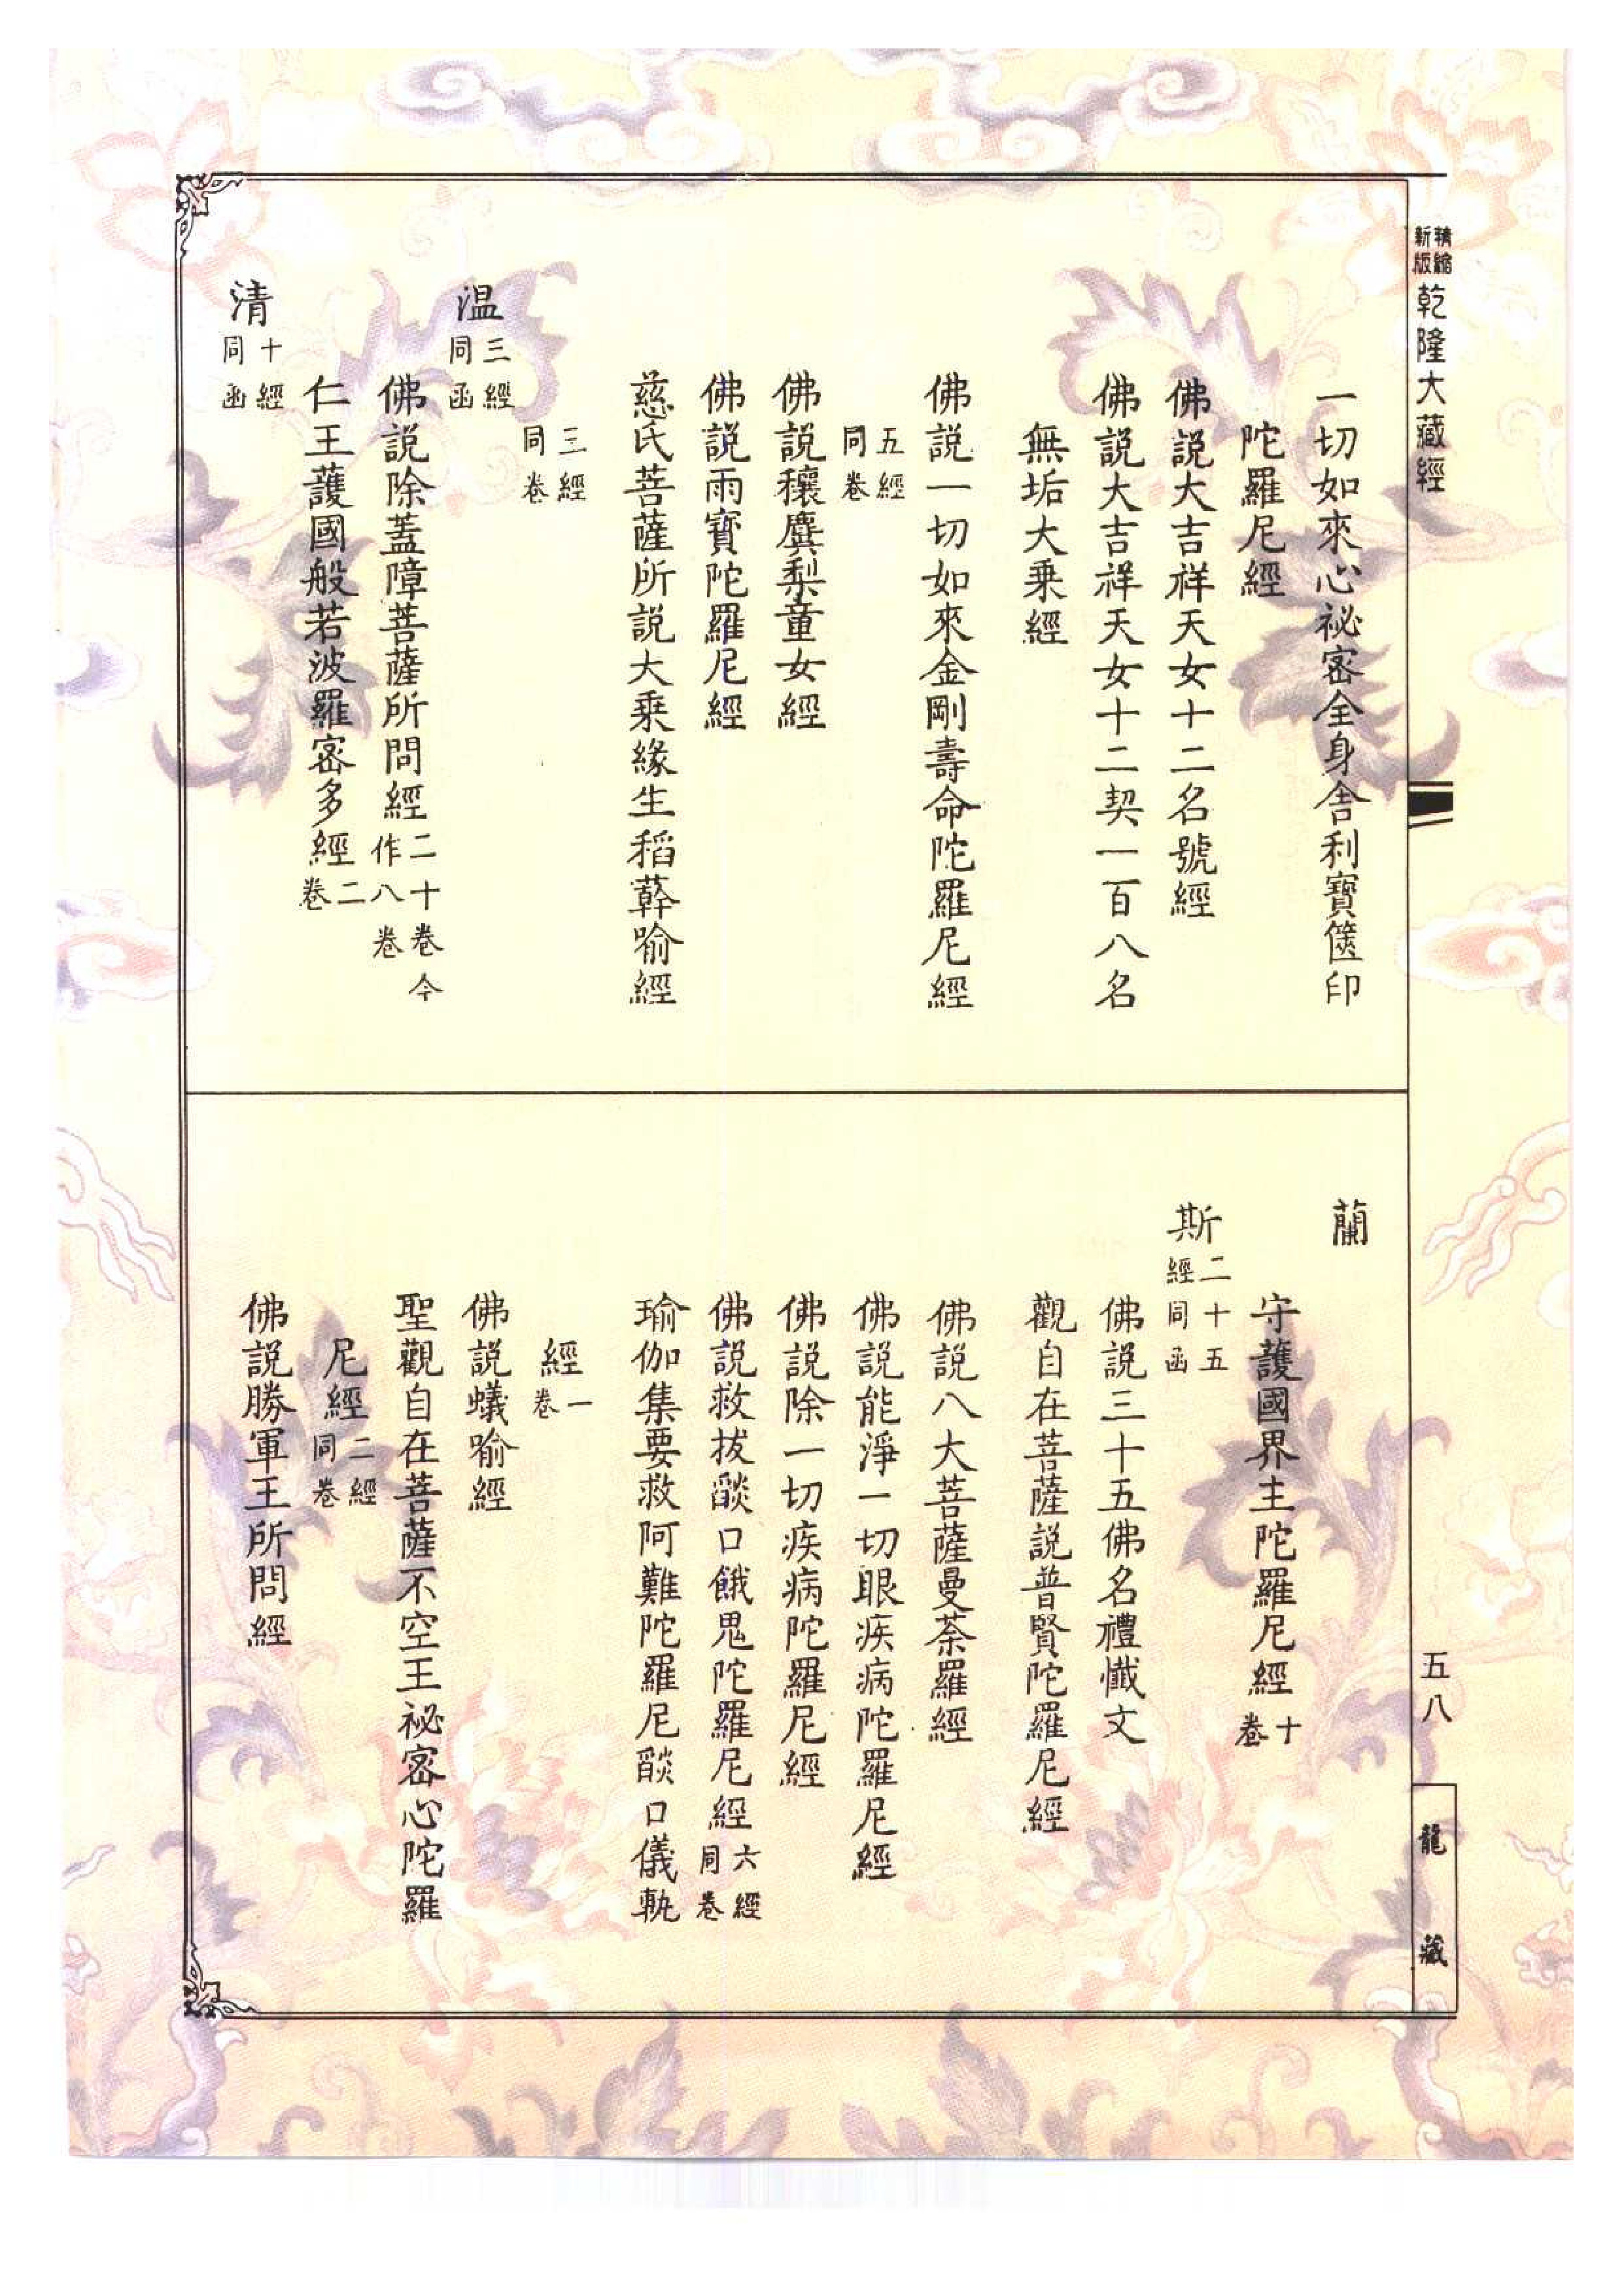 精縮
新版
乾隆大藏經
五八
龍藏
一切如來心祕密全身舍利寶篋印
陀羅尼經
佛說大吉祥天女十二名號經
佛說大吉祥天女十二契一百八名
無垢大乘經
佛說一切如來金剛壽命陀羅尼經
五經
同卷
佛說穰麌梨童女經
佛說雨寶陀羅尼經
慈氏菩薩所說大乘緣生稻𦼮喻經
三經
同卷
溫三經
同函
佛說除蓋障菩薩所問經二十卷今
作八卷
仁王護國般若波羅密多經二
卷
清十經
同函
蘭
守護國界主陀羅尼經十
卷
斯二十五
經同函
佛說三十五佛名禮懺文
觀自在菩薩說普賢陀羅尼經
佛說八大菩薩曼荼羅經
佛說能淨一切眼疾病陀羅尼經
佛說除一切疾病陀羅尼經
佛說救拔燄口餓鬼陀羅尼經六經
同卷
瑜伽集要救阿難陀羅尼燄口儀軌
經一
卷
佛說蟻喻經
聖觀自在菩薩不空王祕密心陀羅
尼經二經
同卷
佛說勝軍王所問經